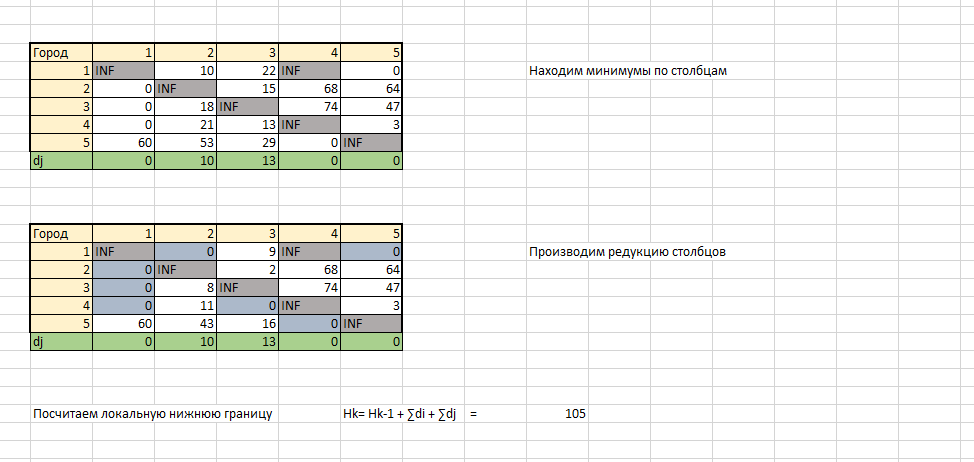 Город 1 2 3 4 5
1 INF 10 22 INF 0 Находим минимумы по столбцам
2 0 INF 15 68 64
3 0 18 INF 74 47
4 0 21 13 INF 3
5 60 53 29 0 INF
dj 0 10 13 0 0
Город 1 2 3 4 5
1 INF 0 9 INF 0 Производим редукцию столбцов
2 0 INF 2 68 64
3 0 8 INF 74 47
4 0 11 0 INF 3
5 60 43 16 0 INF
dj 0 10 13 0 0
Посчитаем локальную нижнюю границу Hk= Hk-1 + ∑di + ∑dj = 105